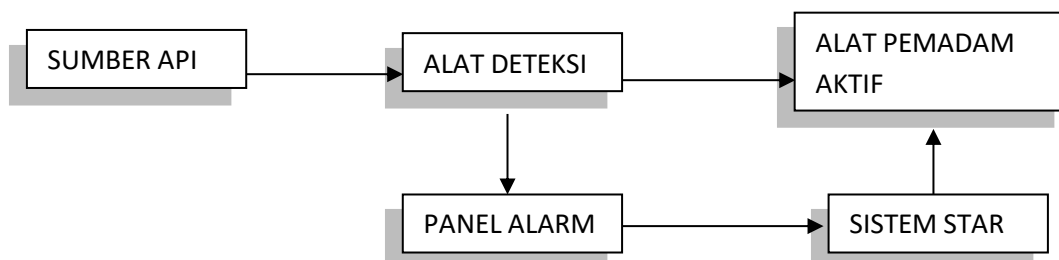 SUMBER API
ALAT DETEKSI
ALAT PEMADAM
AKTIF
PANEL ALARM
SISTEM STAR